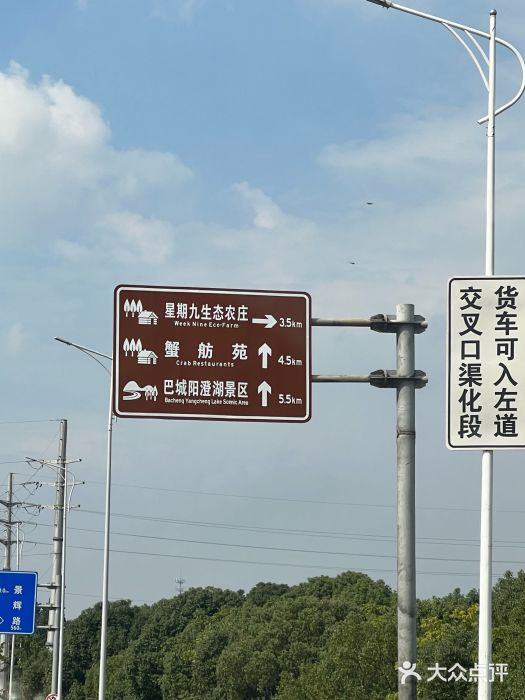 星期九生态农庄
Week Nine Eco-Farm
3.5km
蟹舫苑
Crab Restaurants
4.5km
巴城阳澄湖景区
Bacheng Yangcheng Lake Scenic Area
5.5km
交叉口渠化段
货车可入左道
景辉路
560m
大众点评